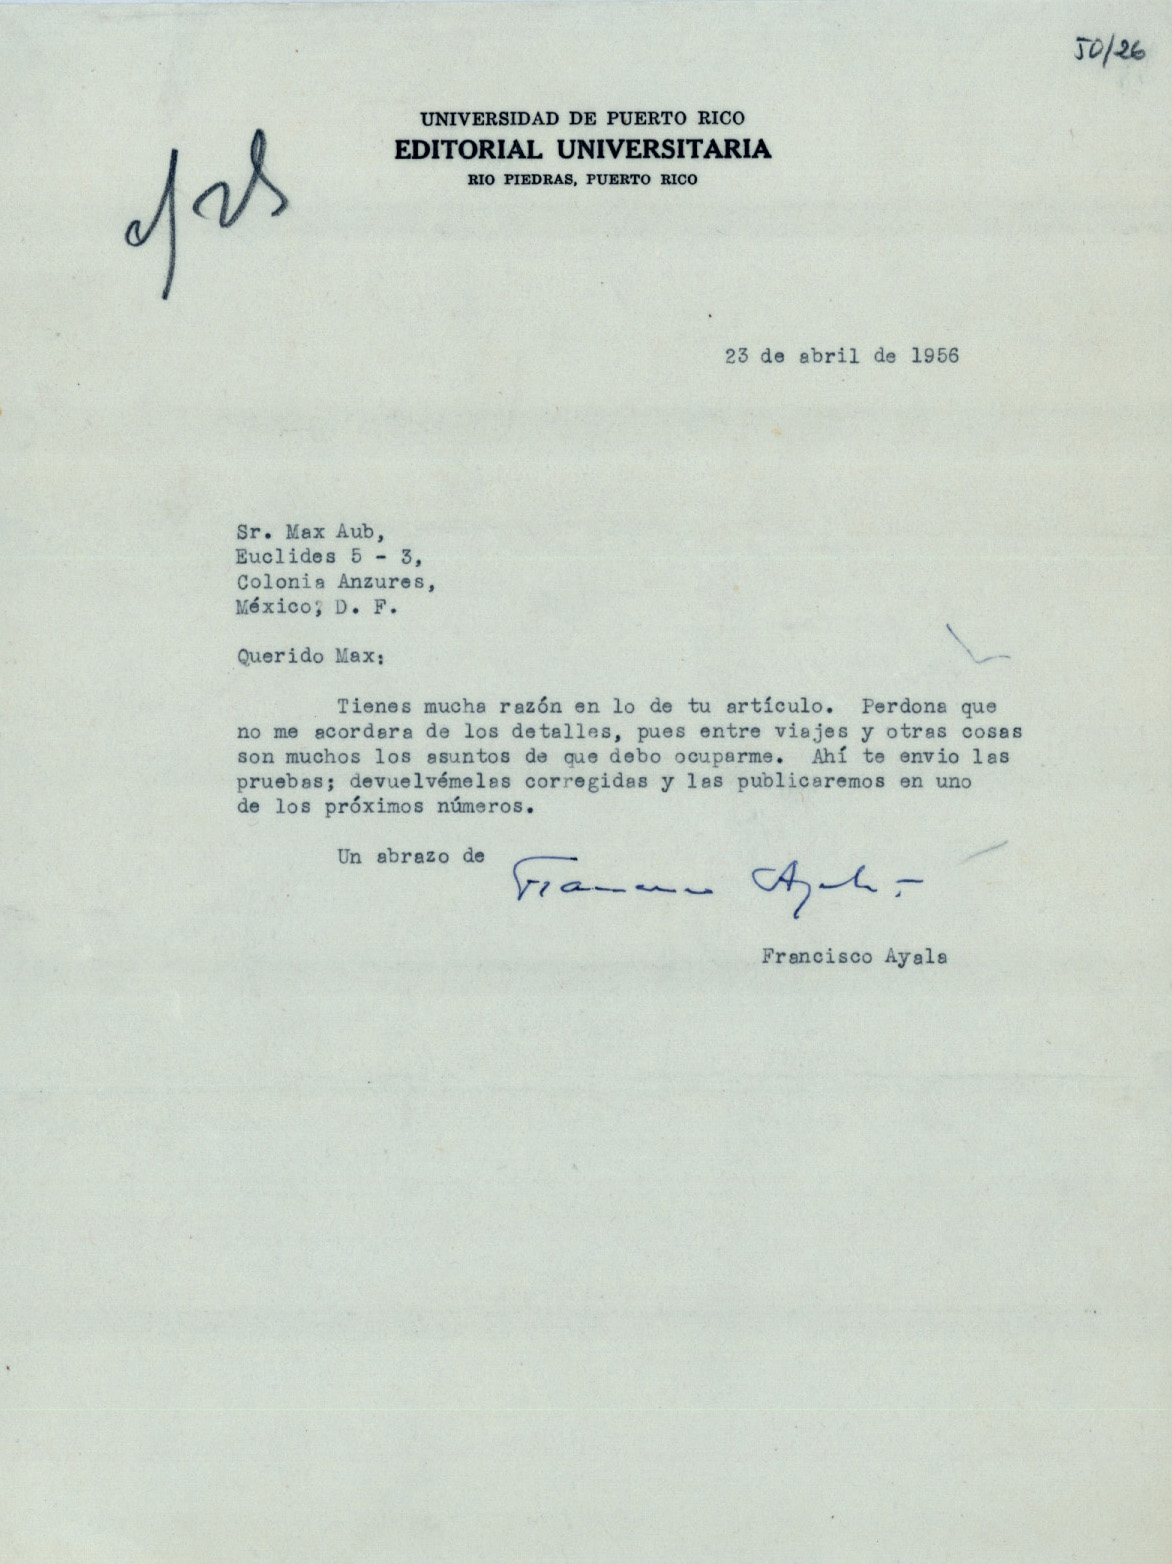 50/26
UNIVERSIDAD DE PUERTO RICO
EDITORIAL UNIVERSITARIA
RIO PIEDRAS, PUERTO RICO
23 de abril de 1956
Sr. Max Aub,
Euclides 5 - 3,
Colonia Anzures,
México, D. F.
Querido Max:
Tienes mucha razón en lo de tu artículo. Perdona que
no me acordara de los detalles, pues entre viajes y otras cosas
son muchos los asuntos de que debo ocuparme. Ahí te envio las
pruebas; devuelvémelas corregidas y las publicaremos en uno
de los próximos números.
Un abrazo de
Francisco Ayala
Francisco Ayala